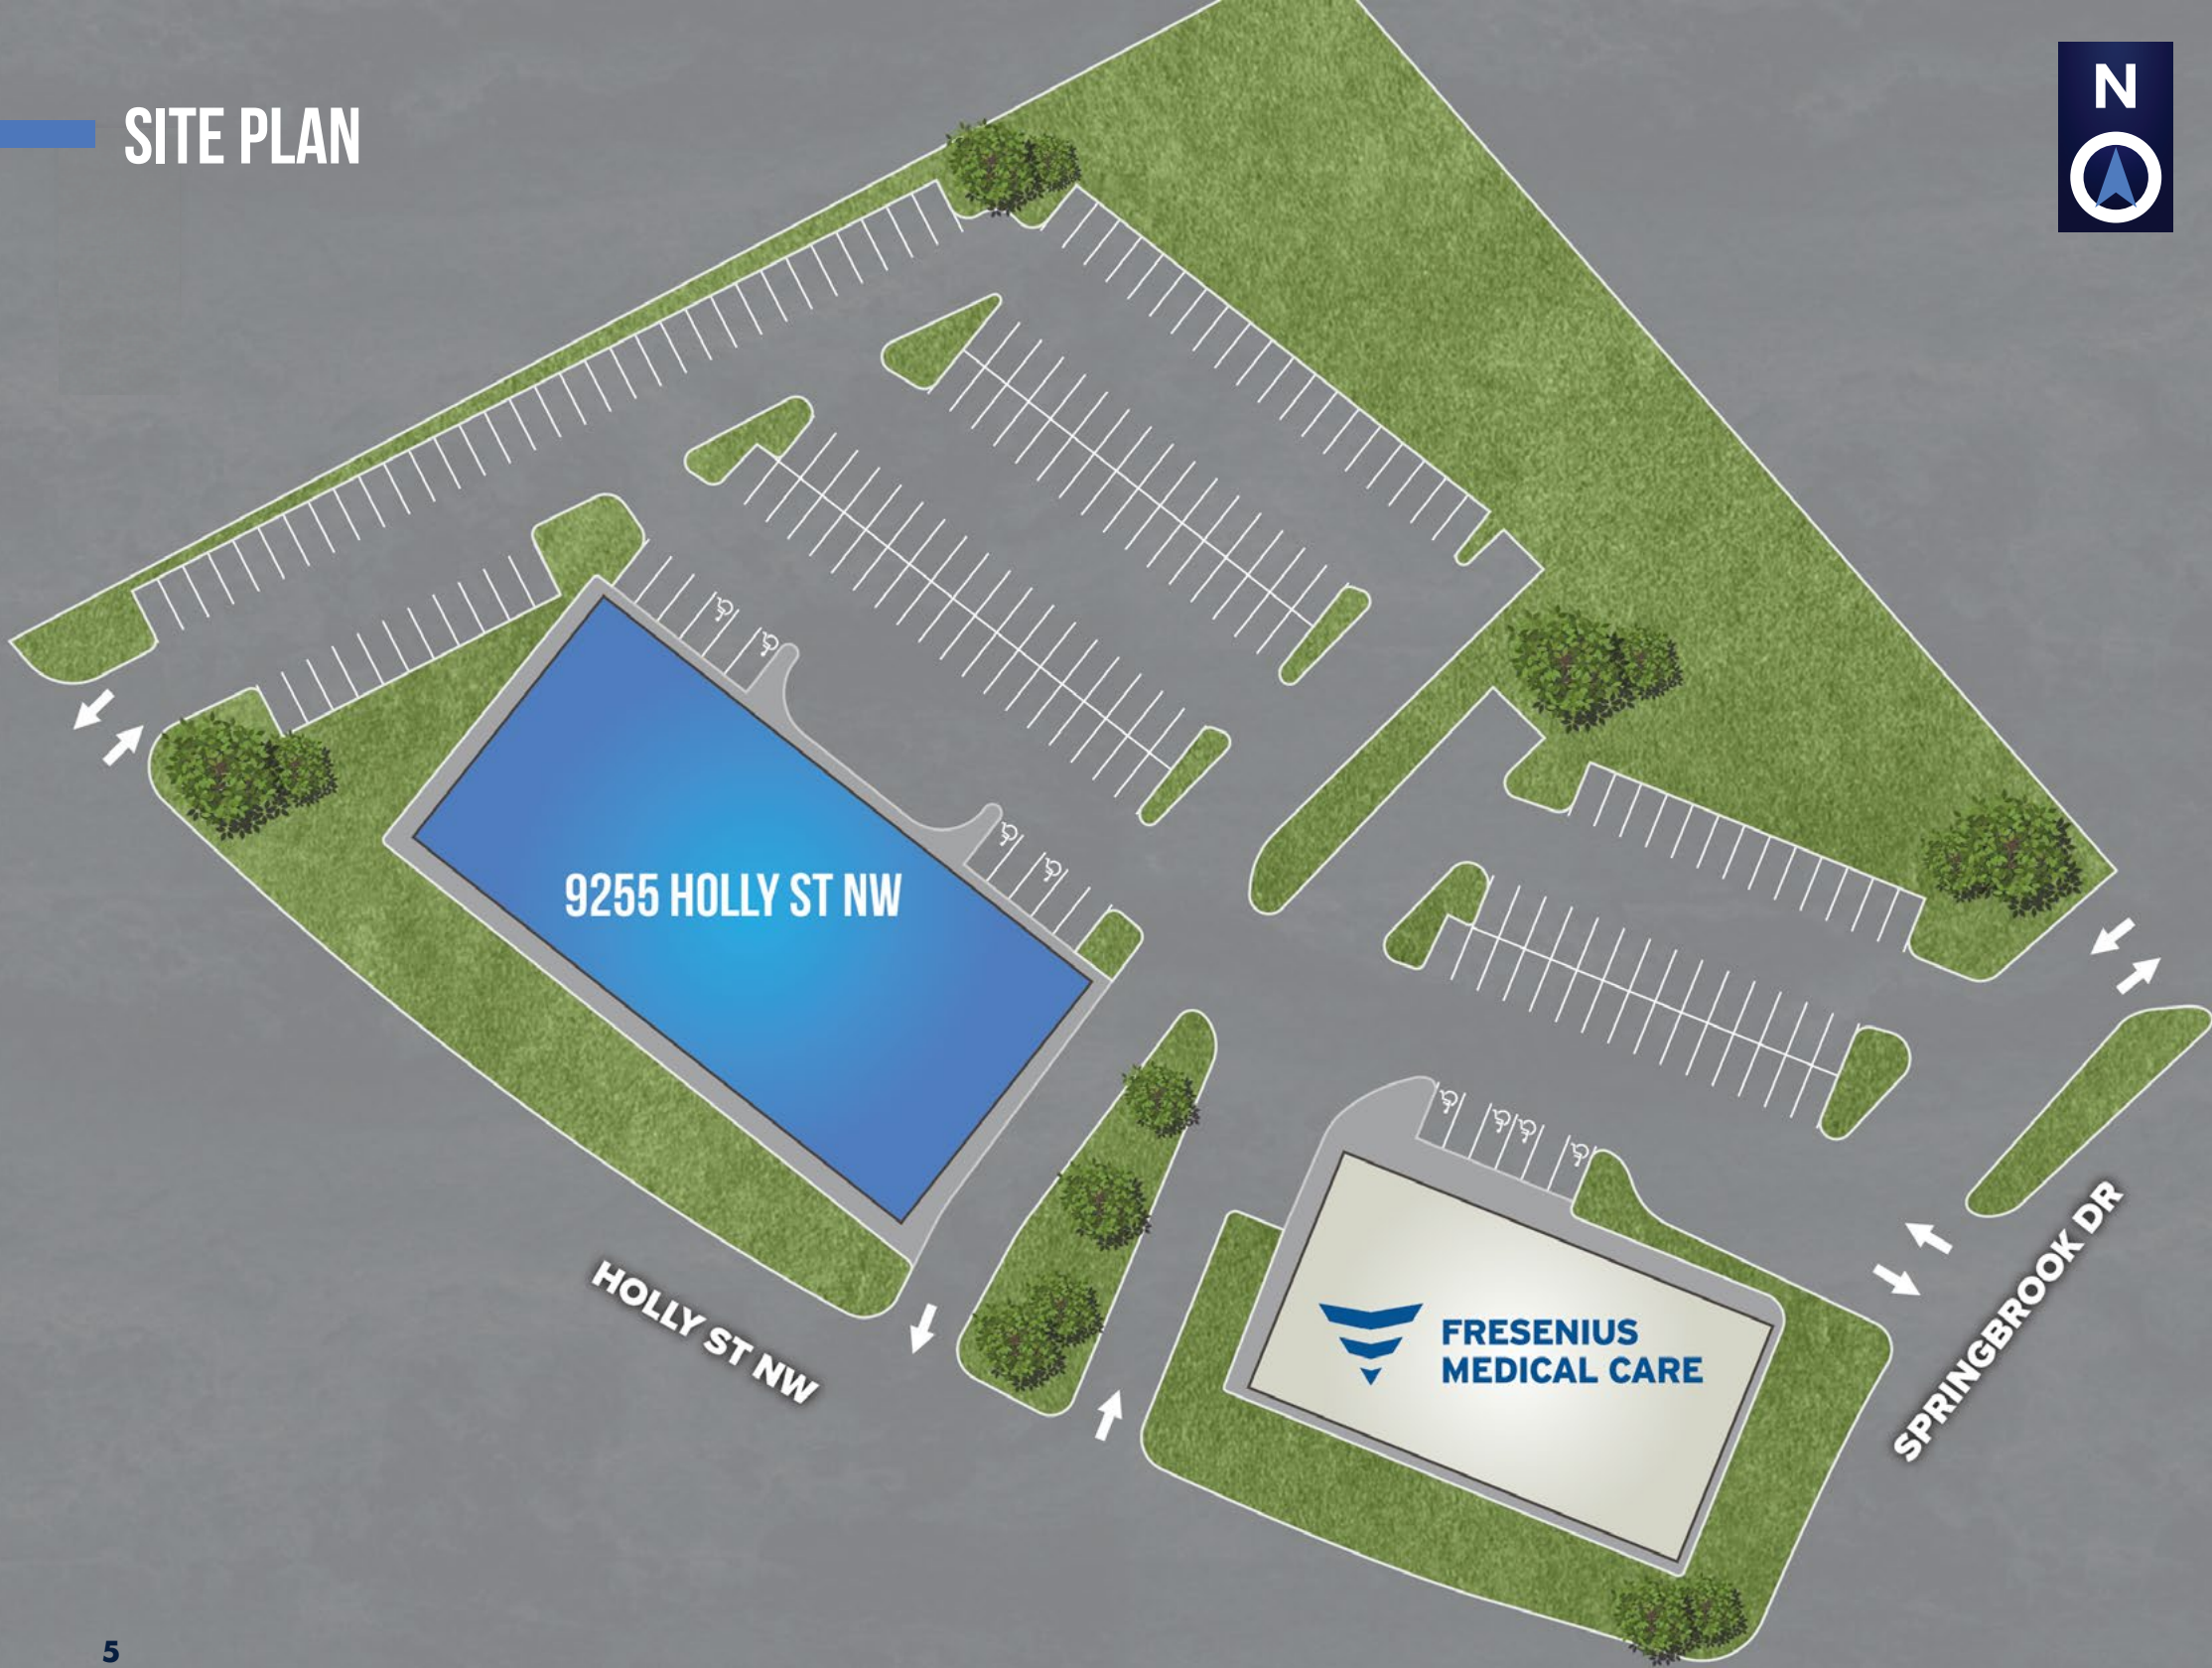 SITE PLAN
N
9255 HOLLY ST NW
HOLLY ST NW
FRESENIUS
MEDICAL CARE
SPRINGBROOK DR
5